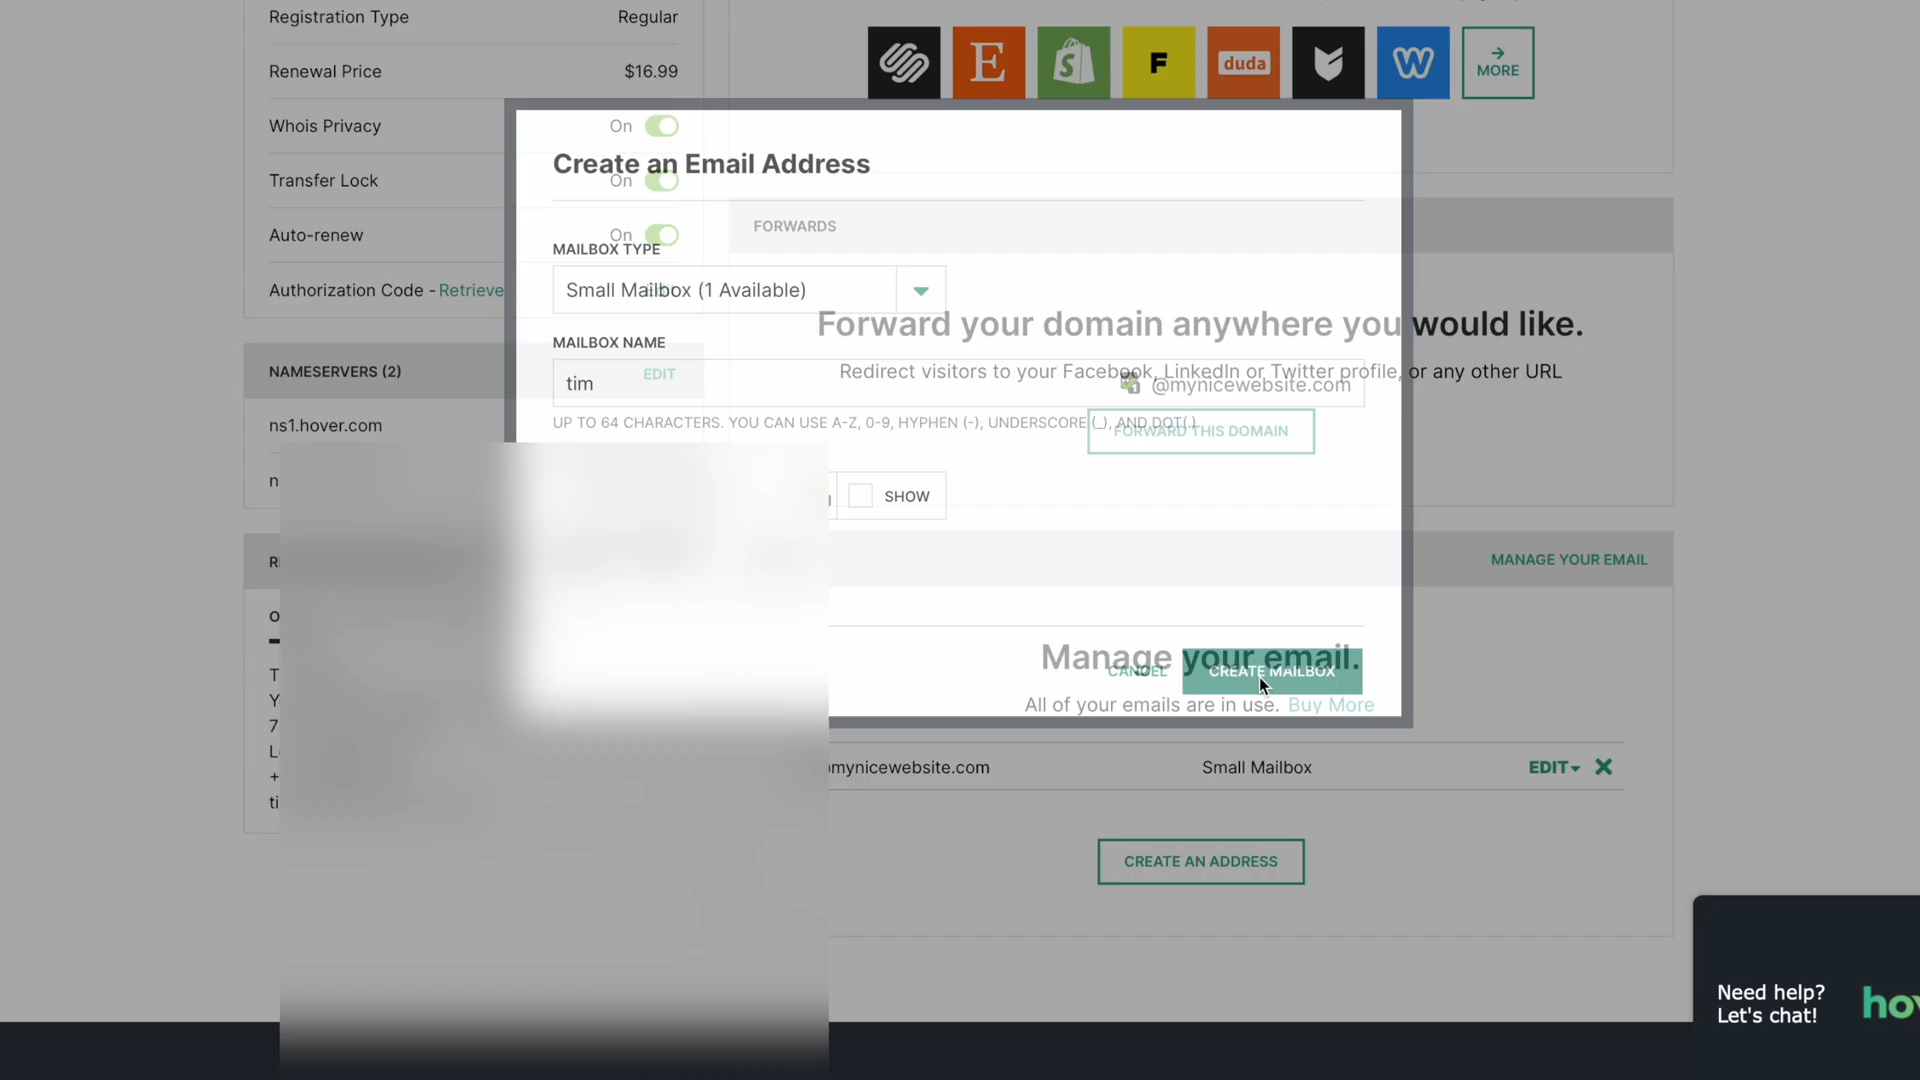 Registration Type Regular
Renewal Price $16.99
Whois Privacy On
Transfer Lock On
Auto-renew On
Authorization Code - Retrieve
NAMESERVERS (2) EDIT
ns1.hover.com
E
S
F
duda
W
MORE
Create an Email Address
FORWARDS
MAILBOX TYPE
Small Mailbox (1 Available)
Forward your domain anywhere you would like.
MAILBOX NAME
Redirect visitors to your Facebook, LinkedIn or Twitter profile, or any other URL
tim
@mynicewebsite.com
UP TO 64 CHARACTERS. YOU CAN USE A-Z, 0-9, HYPHEN (-), UNDERSCORE (_), AND DOT(.)
FORWARD THIS DOMAIN
SHOW
MANAGE YOUR EMAIL
Manage your email.
CANCEL
CREATE MAILBOX
All of your emails are in use. Buy More
mynicewebsite.com Small Mailbox EDIT
CREATE AN ADDRESS
Need help?
Let's chat!